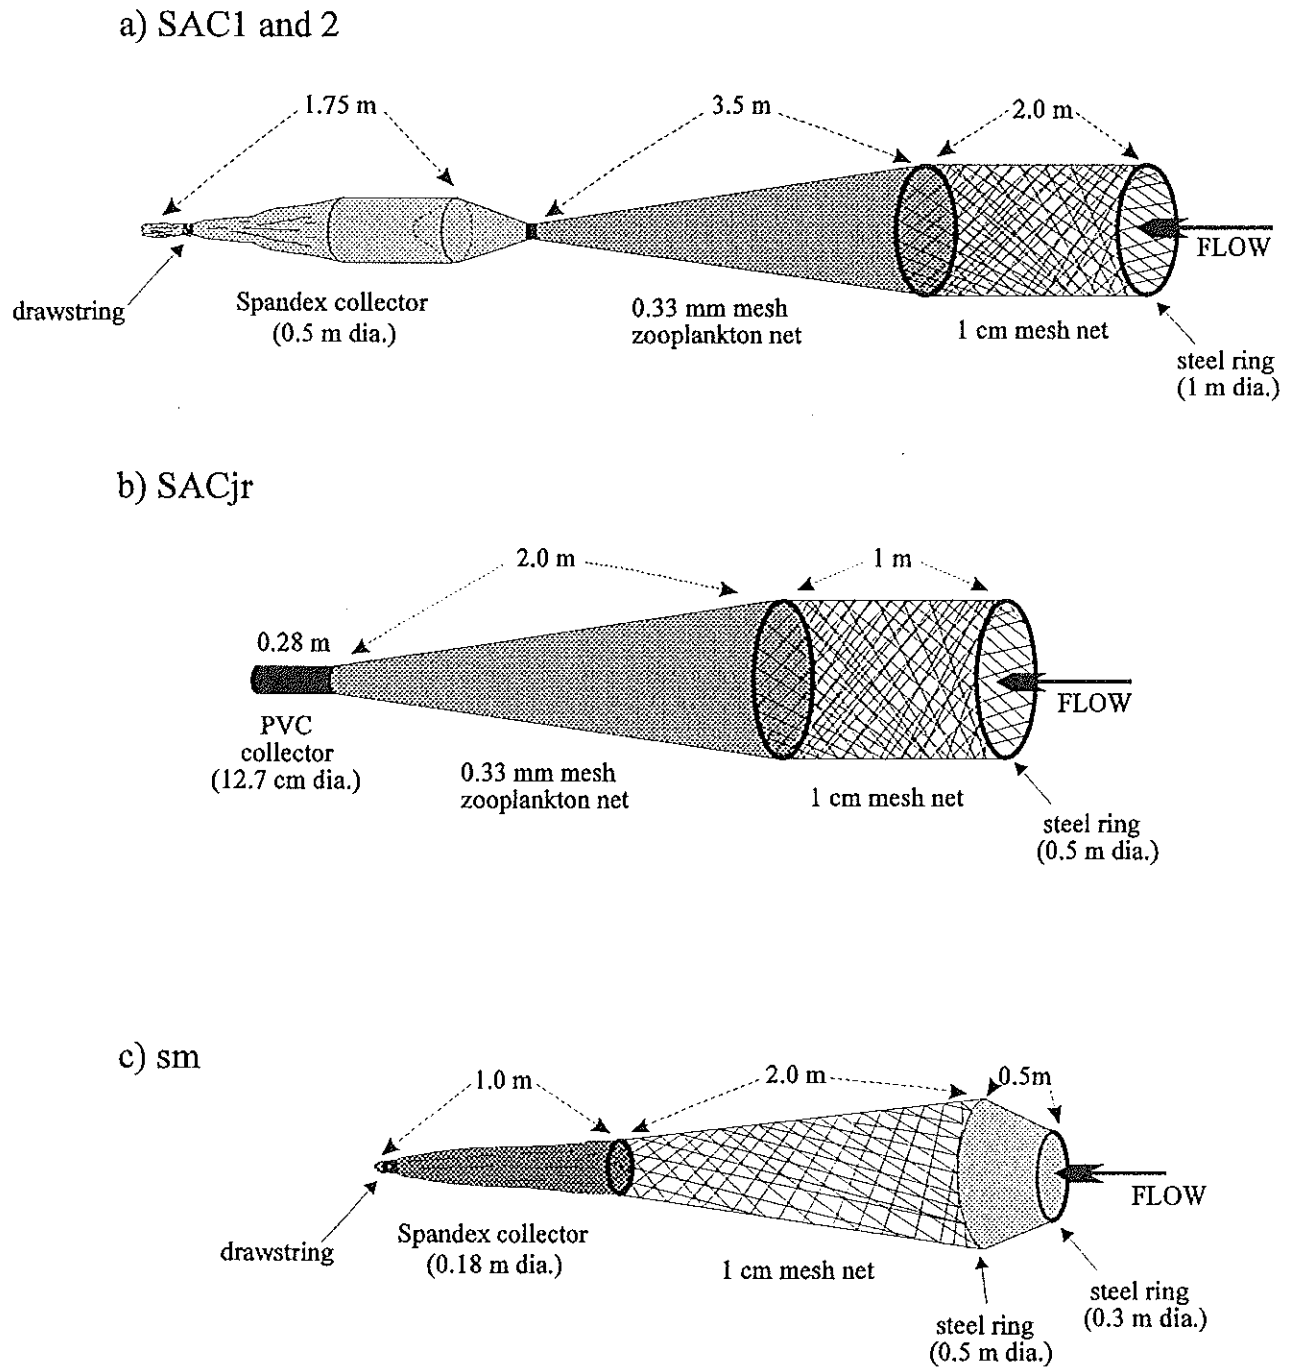 a) SAC1 and 2
1.75 m
3.5 m
2.0 m
FLOW
drawstring
Spandex collector
(0.5 m dia.)
0.33 mm mesh
zooplankton net
1 cm mesh net
steel ring
(1 m dia.)
b) SACjr
2.0 m
1 m
0.28 m
FLOW
PVC
collector
(12.7 cm dia.)
0.33 mm mesh
zooplankton net
1 cm mesh net
steel ring
(0.5 m dia.)
c) sm
1.0 m
2.0 m
0.5m
FLOW
drawstring
Spandex collector
(0.18 m dia.)
1 cm mesh net
steel ring
(0.3 m dia.)
steel ring
(0.5 m dia.)